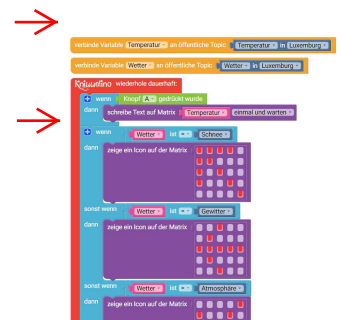 verbinde Variable Temperatur an öffentliche Topic Temperatur in Luxemburg
verbinde Variable Wetter an öffentliche Topic Wetter in Luxemburg
Kniwwelino wiederhole dauerhaft:
wenn Knopf A gedrückt wurde
dann schreibe Text auf Matrix Temperatur einmal und warten
wenn Wetter ist = Schnee
dann zeige ein Icon auf der Matrix
sonst wenn Wetter ist = Gewitter
dann zeige ein Icon auf der Matrix
sonst wenn Wetter ist = Atmosphäre
dann zeige ein Icon auf der Matrix